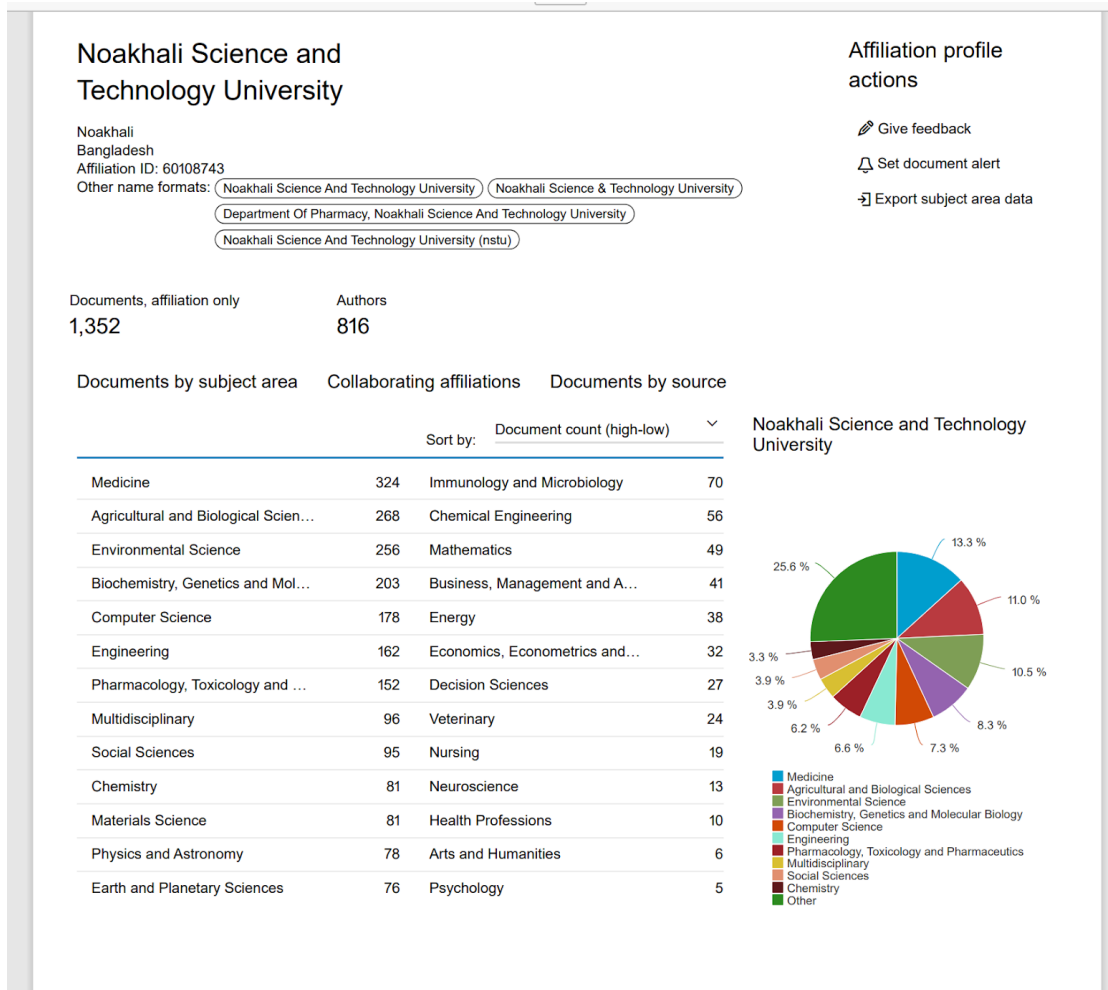 Noakhali Science and
Technology University
Noakhali
Bangladesh
Affiliation ID: 60108743
Other name formats: Noakhali Science And Technology University Noakhali Science & Technology University
Department Of Pharmacy, Noakhali Science And Technology University
Noakhali Science And Technology University (nstu)
Affiliation profile
actions
Give feedback
Set document alert
Export subject area data
Documents, affiliation only
1,352
Authors
816
Documents by subject area Collaborating affiliations Documents by source
Sort by: Document count (high-low)
Medicine 324 Immunology and Microbiology 70
Agricultural and Biological Scien... 268 Chemical Engineering 56
Environmental Science 256 Mathematics 49
Biochemistry, Genetics and Mol... 203 Business, Management and A... 41
Computer Science 178 Energy 38
Engineering 162 Economics, Econometrics and... 32
Pharmacology, Toxicology and ... 152 Decision Sciences 27
Multidisciplinary 96 Veterinary 24
Social Sciences 95 Nursing 19
Chemistry 81 Neuroscience 13
Materials Science 81 Health Professions 10
Physics and Astronomy 78 Arts and Humanities 6
Earth and Planetary Sciences 76 Psychology 5
Noakhali Science and Technology
University
13.3 %
11.0 %
10.5 %
8.3 %
7.3 %
6.6 %
6.2 %
3.9 %
3.9 %
3.3 %
25.6 %
Medicine
Agricultural and Biological Sciences
Environmental Science
Biochemistry, Genetics and Molecular Biology
Computer Science
Engineering
Pharmacology, Toxicology and Pharmaceutics
Multidisciplinary
Social Sciences
Chemistry
Other